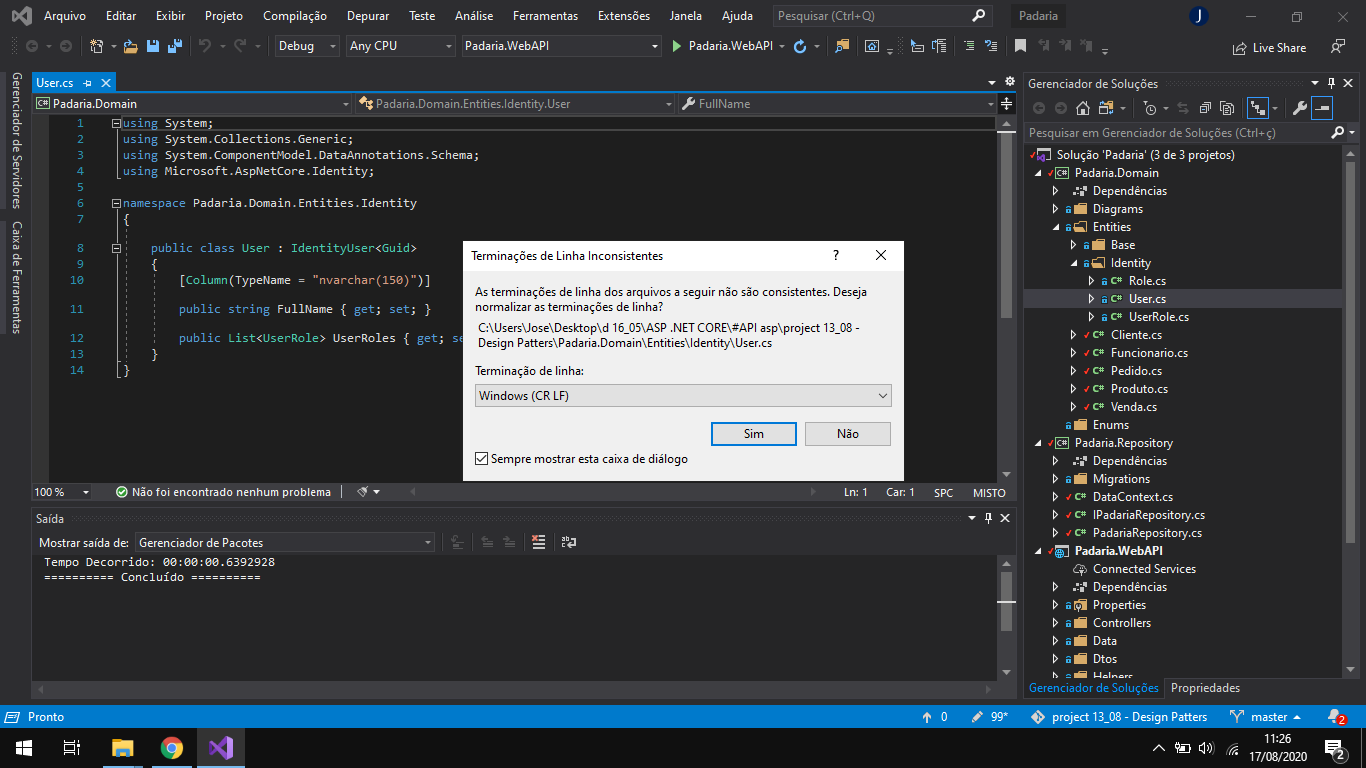 Arquivo Editar Exibir Projeto Compilação Depurar Teste Análise Ferramentas Extensões Janela Ajuda Pesquisar (Ctrl+Q) Padaria J
Debug Any CPU Padaria.WebAPI Padaria.WebAPI Live Share
Gerenciador de Servidores
Caixa de Ferramentas
User.cs
Padaria.Domain Padaria.Domain.Entities.Identity.User FullName
1 using System;
2 using System.Collections.Generic;
3 using System.ComponentModel.DataAnnotations.Schema;
4 using Microsoft.AspNetCore.Identity;
5
6 namespace Padaria.Domain.Entities.Identity
7 {
8 public class User : IdentityUser<Guid>
9 {
10 [Column(TypeName = "nvarchar(150)")]
11 public string FullName { get; set; }
12 public List<UserRole> UserRoles { get; se
13 }
14 }
Terminações de Linha Inconsistentes ?
As terminações de linha dos arquivos a seguir não são consistentes. Deseja
normalizar as terminações de linha?
C:\Users\Jose\Desktop\d 16_05\ASP .NET CORE\#API asp\project 13_08 -
Design Patters\Padaria.Domain\Entities\Identity\User.cs
Terminação de linha:
Windows (CR LF)
Sim Não
Sempre mostrar esta caixa de diálogo
100 % Não foi encontrado nenhum problema Ln: 1 Car: 1 SPC MISTO
Saída
Mostrar saída de: Gerenciador de Pacotes
Tempo Decorrido: 00:00:00.6392928
========== Concluído ==========
Gerenciador de Soluções
Pesquisar em Gerenciador de Soluções (Ctrl+ç)
Solução 'Padaria' (3 de 3 projetos)
C# Padaria.Domain
Dependências
Diagrams
Entities
Base
Identity
C# Role.cs
C# User.cs
C# UserRole.cs
C# Cliente.cs
C# Funcionario.cs
C# Pedido.cs
C# Produto.cs
C# Venda.cs
Enums
C# Padaria.Repository
Dependências
Migrations
C# DataContext.cs
C# IPadariaRepository.cs
C# PadariaRepository.cs
Padaria.WebAPI
Connected Services
Dependências
Properties
Controllers
Data
Dtos
Helpers
Gerenciador de Soluções Propriedades
Pronto 0 99* project 13_08 - Design Patters master 2
11:26
17/08/2020 2